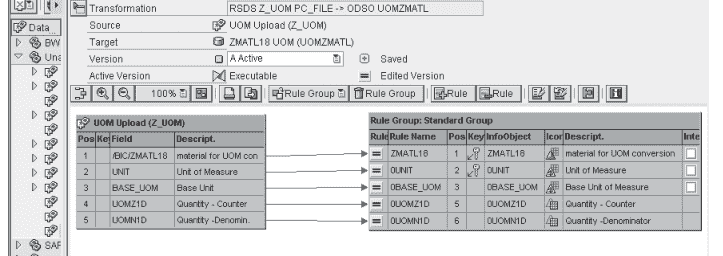 Transformation RSDS Z_UOM PC_FILE -> ODSO UOMZMATL
Data
Source UOM Upload (Z_UOM)
BW
Target ZMATL18 UOM (UOMZMATL)
Una
Version A Active Saved
Active Version Executable Edited Version
100% Rule Group Rule Group Rule Rule
UOM Upload (Z_UOM)
Pos Key Field Descript.
1 /BIC/ZMATL18 material for UOM con
2 UNIT Unit of Measure
3 BASE_UOM Base Unit
4 UOMZ1D Quantity - Counter
5 UOMN1D Quantity -Denomin.
Rule Group: Standard Group
Rule Rule Name Pos Key InfoObject Icon Descript. Inte
ZMATL18 1 ZMATL18 material for UOM conversion
0UNIT 2 0UNIT Unit of Measure
0BASE_UOM 3 0BASE_UOM Base Unit of Measure
0UOMZ1D 5 0UOMZ1D Quantity - Counter
0UOMN1D 6 0UOMN1D Quantity -Denominator
SAF